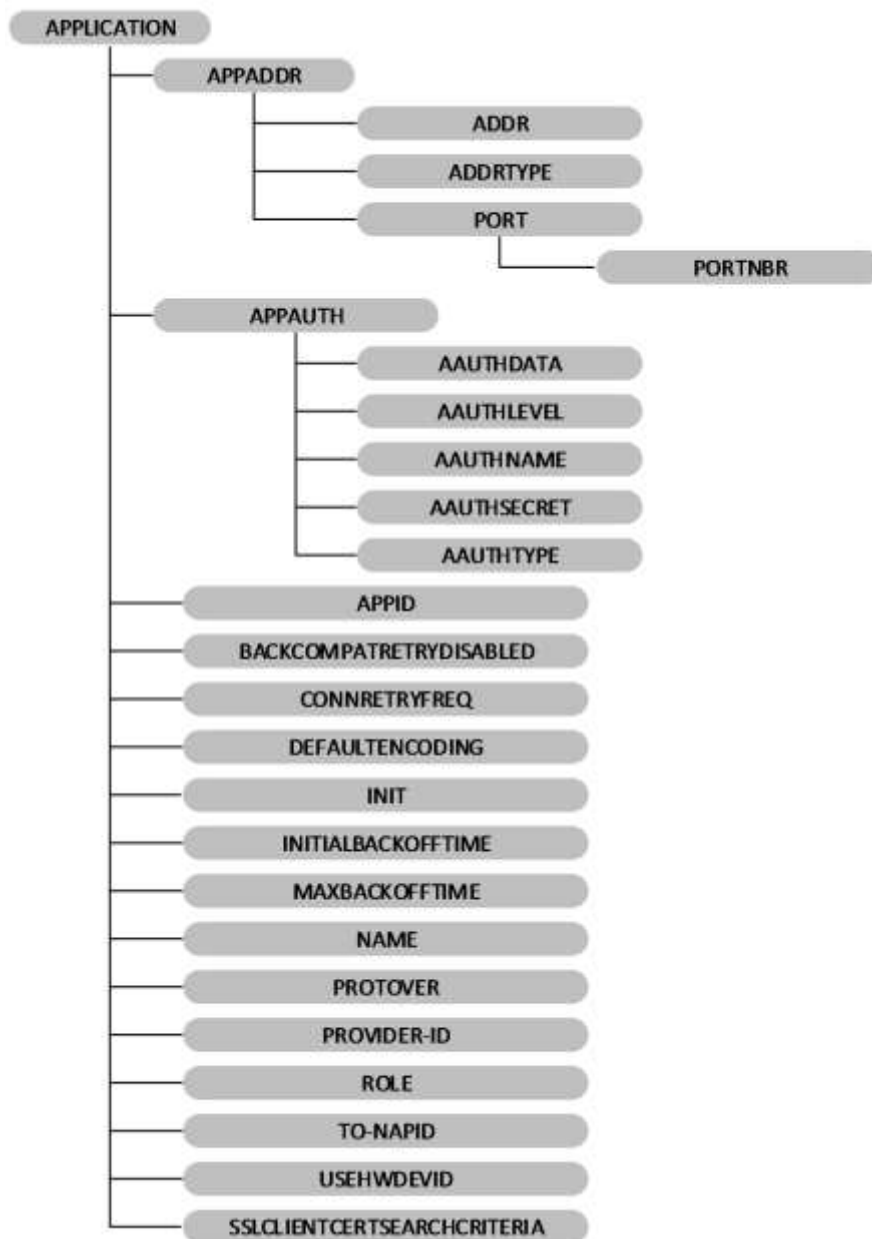 APPLICATION
APPADDR
ADDR
ADDRTYPE
PORT
PORTNBR
APPAUTH
AAUTHDATA
AAUTHLEVEL
AAUTHNAME
AAUTHSECRET
AAUTHTYPE
APPID
BACKCOMPATRETRYDISABLED
CONNRETRYFREQ
DEFAULTENCODING
INIT
INITIALBACKOFFTIME
MAXBACKOFFTIME
NAME
PROTOVER
PROVIDER-ID
ROLE
TO-NAPID
USEHWDEVID
SSLCLIENTCERTSEARCHCRITERIA